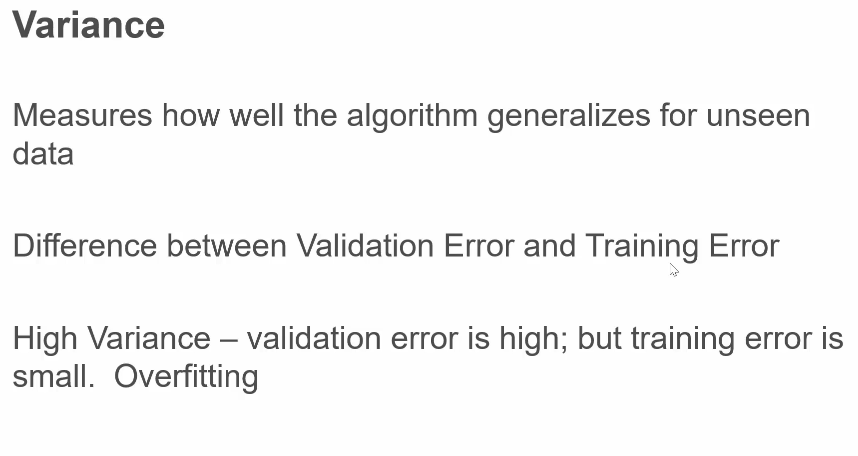 Variance
Measures how well the algorithm generalizes for unseen
data
Difference between Validation Error and Training Error
High Variance – validation error is high; but training error is
small.  Overfitting